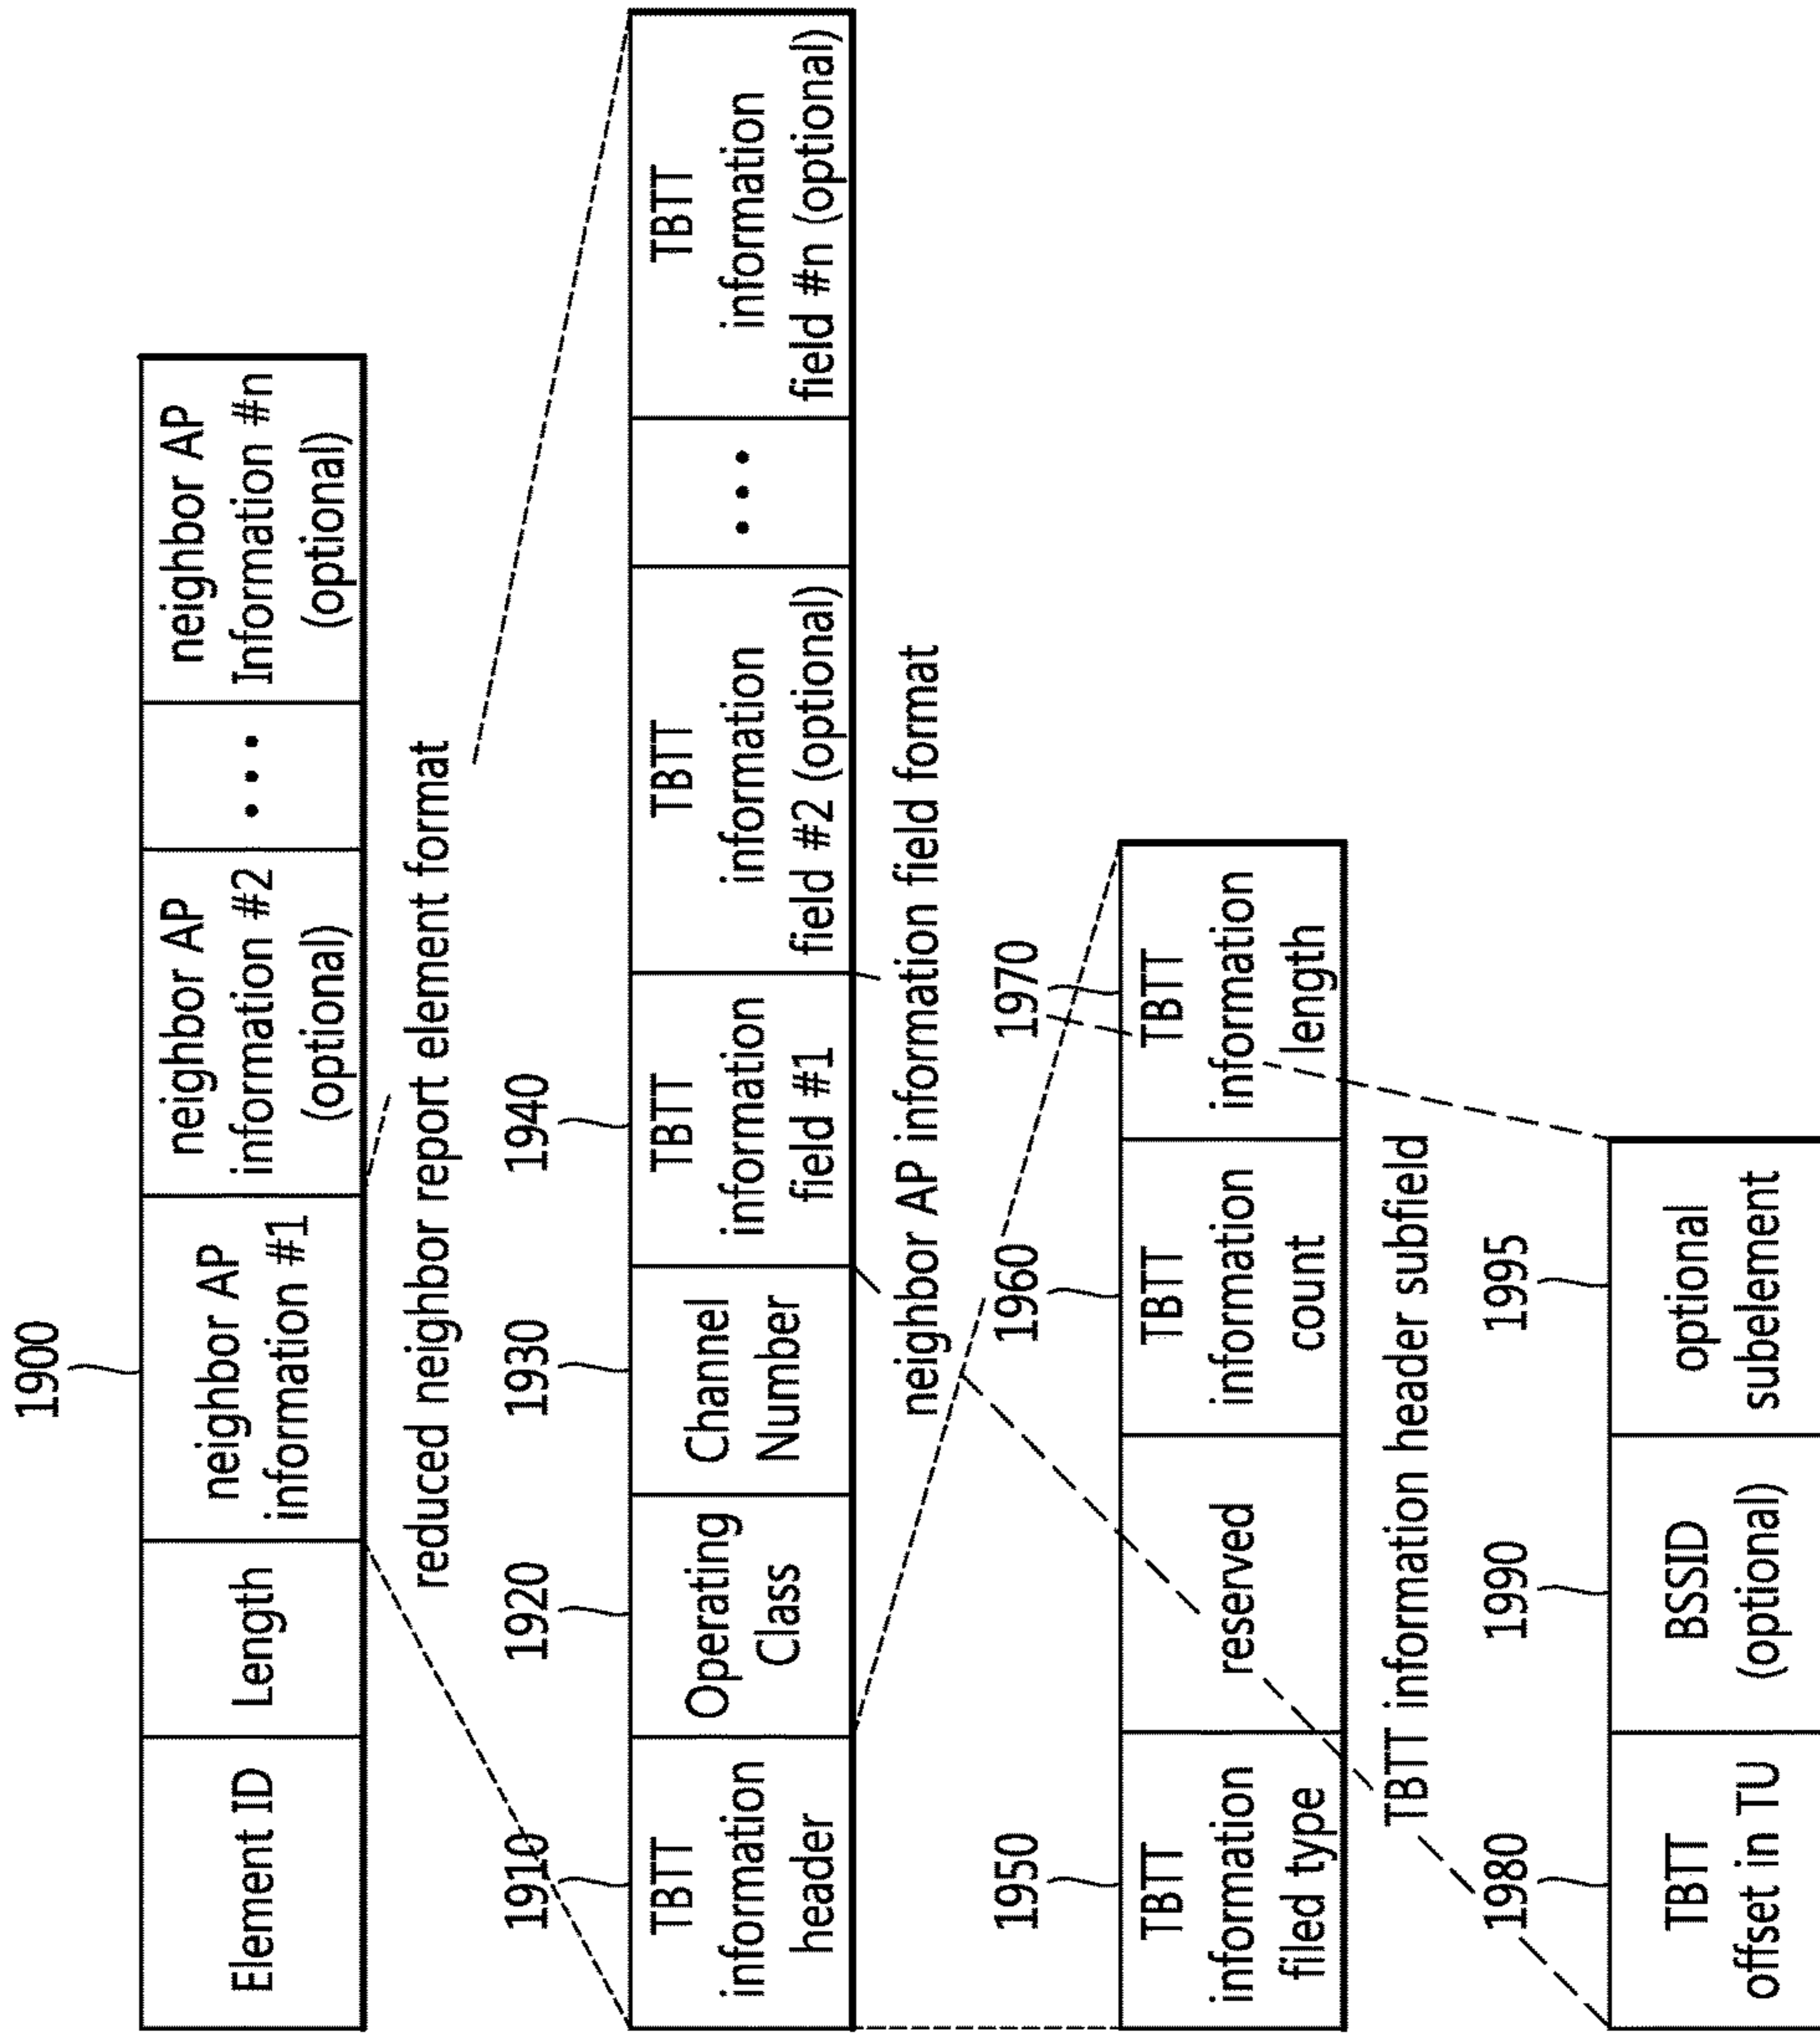 1900
Element ID
Length
neighbor AP
information #1
neighbor AP
information #2
(optional)
• • •
neighbor AP
Information #n
(optional)
reduced neighbor report element format
1910
1920
1930
1940
TBTT
information
header
Operating
Class
Channel
Number
TBTT
information
field #1
TBTT
information
field #2 (optional)
• • •
TBTT
information
field #n (optional)
neighbor AP information field format
1950
1960
1970
TBTT
information
filed type
reserved
TBTT
information
count
TBTT
information
length
TBTT information header subfield
1980
1990
1995
TBTT
offset in TU
BSSID
(optional)
optional
subelement